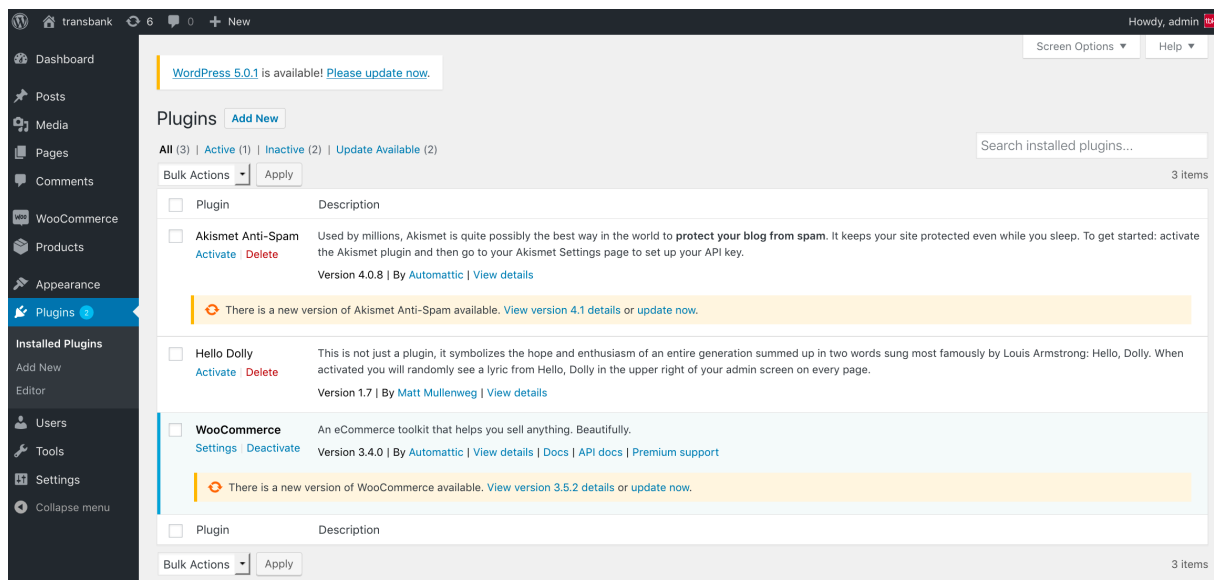 transbank 6 0 + New
Howdy, admin
Screen Options ▼ Help ▼
Dashboard
Posts
Media
Pages
Comments
WooCommerce
Products
Appearance
Plugins 2
Installed Plugins
Add New
Editor
Users
Tools
Settings
Collapse menu
WordPress 5.0.1 is available! Please update now.
Plugins Add New
All (3) | Active (1) | Inactive (2) | Update Available (2)
Search installed plugins...
Bulk Actions Apply
3 items
Plugin Description
Akismet Anti-Spam
Activate | Delete
Used by millions, Akismet is quite possibly the best way in the world to protect your blog from spam. It keeps your site protected even while you sleep. To get started: activate
the Akismet plugin and then go to your Akismet Settings page to set up your API key.
Version 4.0.8 | By Automattic | View details
There is a new version of Akismet Anti-Spam available. View version 4.1 details or update now.
Hello Dolly
Activate | Delete
This is not just a plugin, it symbolizes the hope and enthusiasm of an entire generation summed up in two words sung most famously by Louis Armstrong: Hello, Dolly. When
activated you will randomly see a lyric from Hello, Dolly in the upper right of your admin screen on every page.
Version 1.7 | By Matt Mullenweg | View details
WooCommerce
Settings | Deactivate
An eCommerce toolkit that helps you sell anything. Beautifully.
Version 3.4.0 | By Automattic | View details | Docs | API docs | Premium support
There is a new version of WooCommerce available. View version 3.5.2 details or update now.
Plugin Description
Bulk Actions Apply
3 items